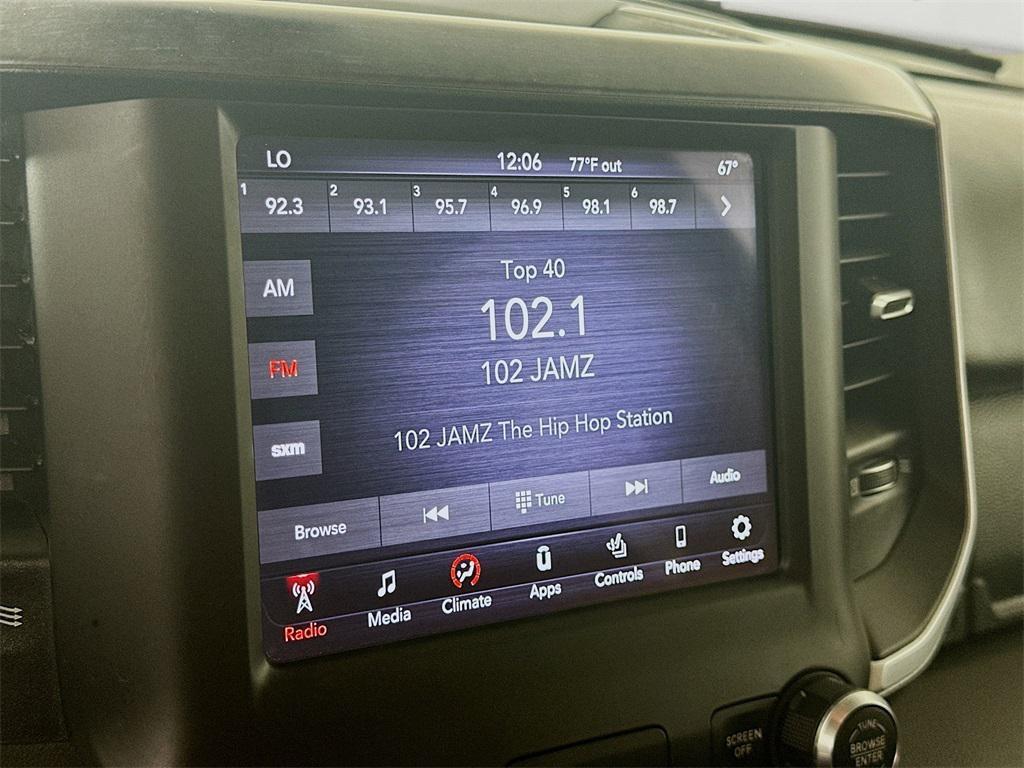 LO 12:06 77°F out 67°
1 92.3 2 93.1 3 95.7 4 96.9 5 98.1 6 98.7
Top 40
AM
102.1
FM
102 JAMZ
102 JAMZ The Hip Hop Station
sxm
Browse Tune Audio
Radio Media Climate Apps Controls Phone Settings
SCREEN
OFF
TUNE
BROWSE
ENTER